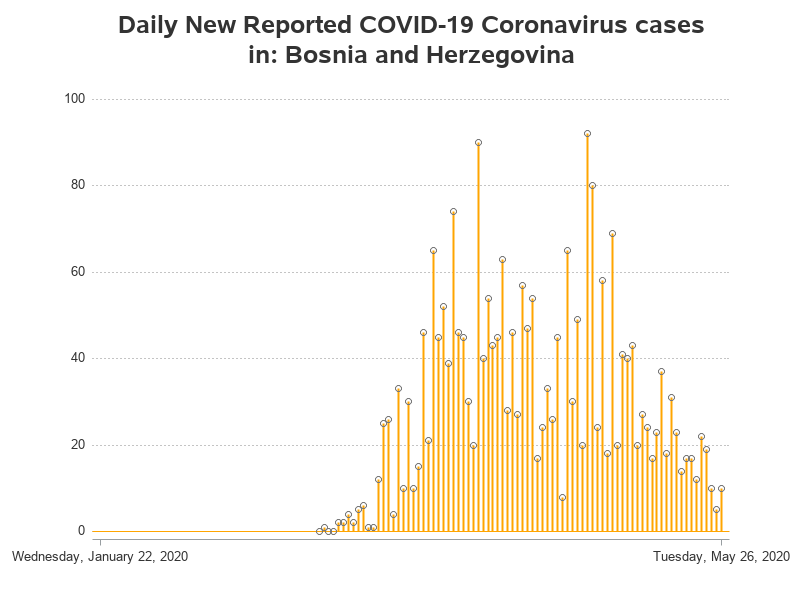 Daily New Reported COVID-19 Coronavirus cases
in: Bosnia and Herzegovina
100
80
60
40
20
0
Wednesday, January 22, 2020
Tuesday, May 26, 2020